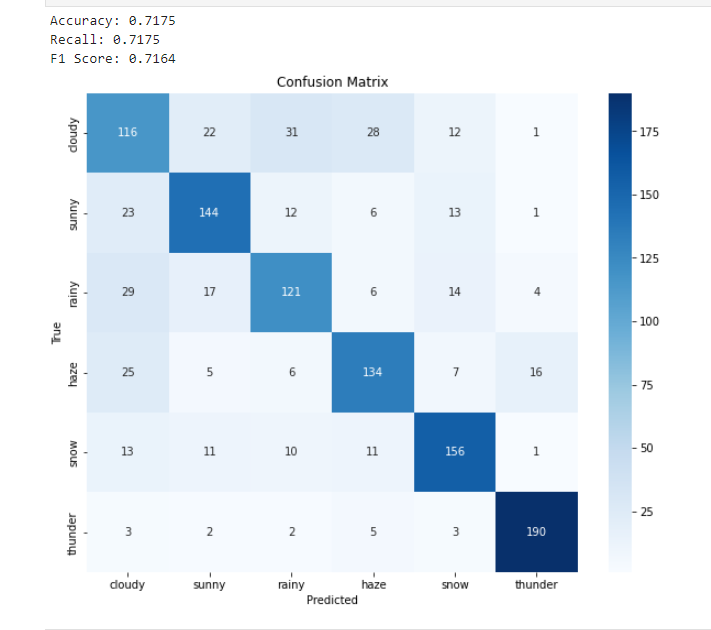 Accuracy: 0.7175
Recall: 0.7175
F1 Score: 0.7164
Confusion Matrix
cloudy 116 22 31 28 12 1
sunny 23 144 12 6 13 1
rainy 29 17 121 6 14 4
haze 25 5 6 134 7 16
snow 13 11 10 11 156 1
thunder 3 2 2 5 3 190
True
cloudy sunny rainy haze snow thunder
Predicted
175
150
125
100
75
50
25